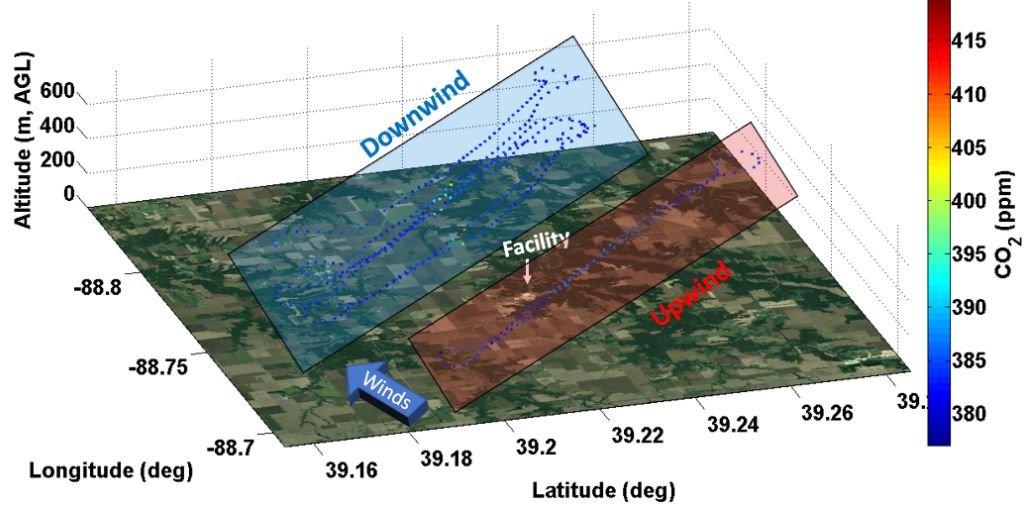 Altitude (m, AGL)
600
400
200
0
Downwind
Facility
Upwind
Winds
-88.8
-88.75
-88.7
Longitude (deg)
39.16
39.18
39.2
39.22
39.24
39.26
Latitude (deg)
415
410
405
400
395
390
385
380
CO2 (ppm)